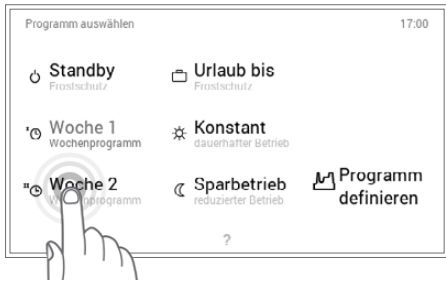 Programm auswählen 17:00
Standby
Frostschutz
Urlaub bis
Frostschutz
Woche 1
Wochenprogramm
Konstant
dauerhafter Betrieb
Woche 2
Wochenprogramm
Sparbetrieb
reduzierter Betrieb
Programm
definieren
?